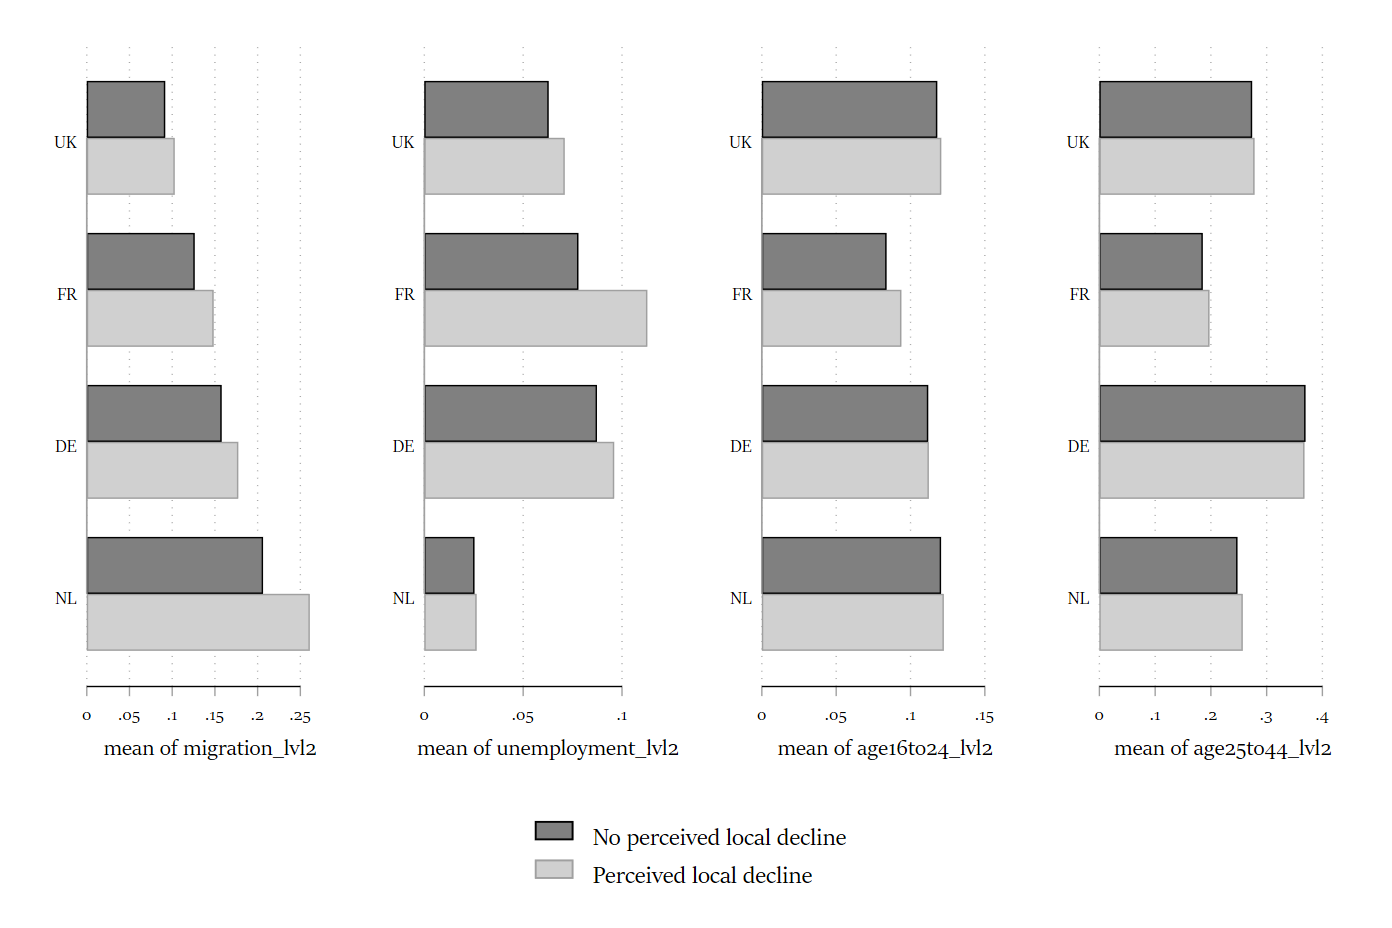 UK
FR
DE
NL
0 .05 .1 .15 .2 .25
mean of migration_lvl2
UK
FR
DE
NL
0 .05 .1
mean of unemployment_lvl2
UK
FR
DE
NL
0 .05 .1 .15
mean of age16to24_lvl2
UK
FR
DE
NL
0 .1 .2 .3 .4
mean of age25to44_lvl2
No perceived local decline
Perceived local decline